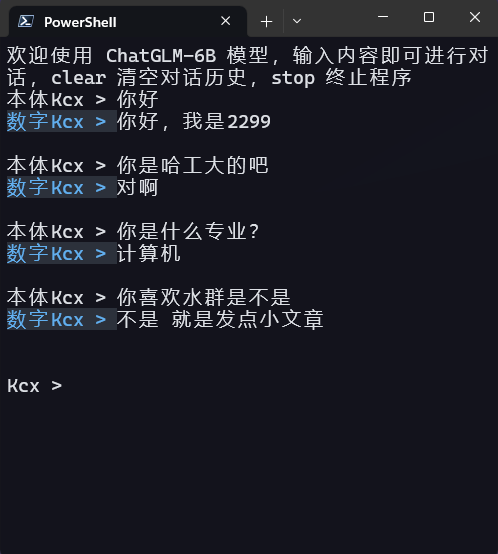 PowerShell
欢迎使用 ChatGLM-6B 模型，输入内容即可进行对
话，clear 清空对话历史，stop 终止程序
本体Kcx > 你好
数字Kcx > 你好，我是2299
本体Kcx > 你是哈工大的吧
数字Kcx > 对啊
本体Kcx > 你是什么专业?
数字Kcx > 计算机
本体Kcx > 你喜欢水群是不是
数字Kcx > 不是 就是发点小文章
Kcx >